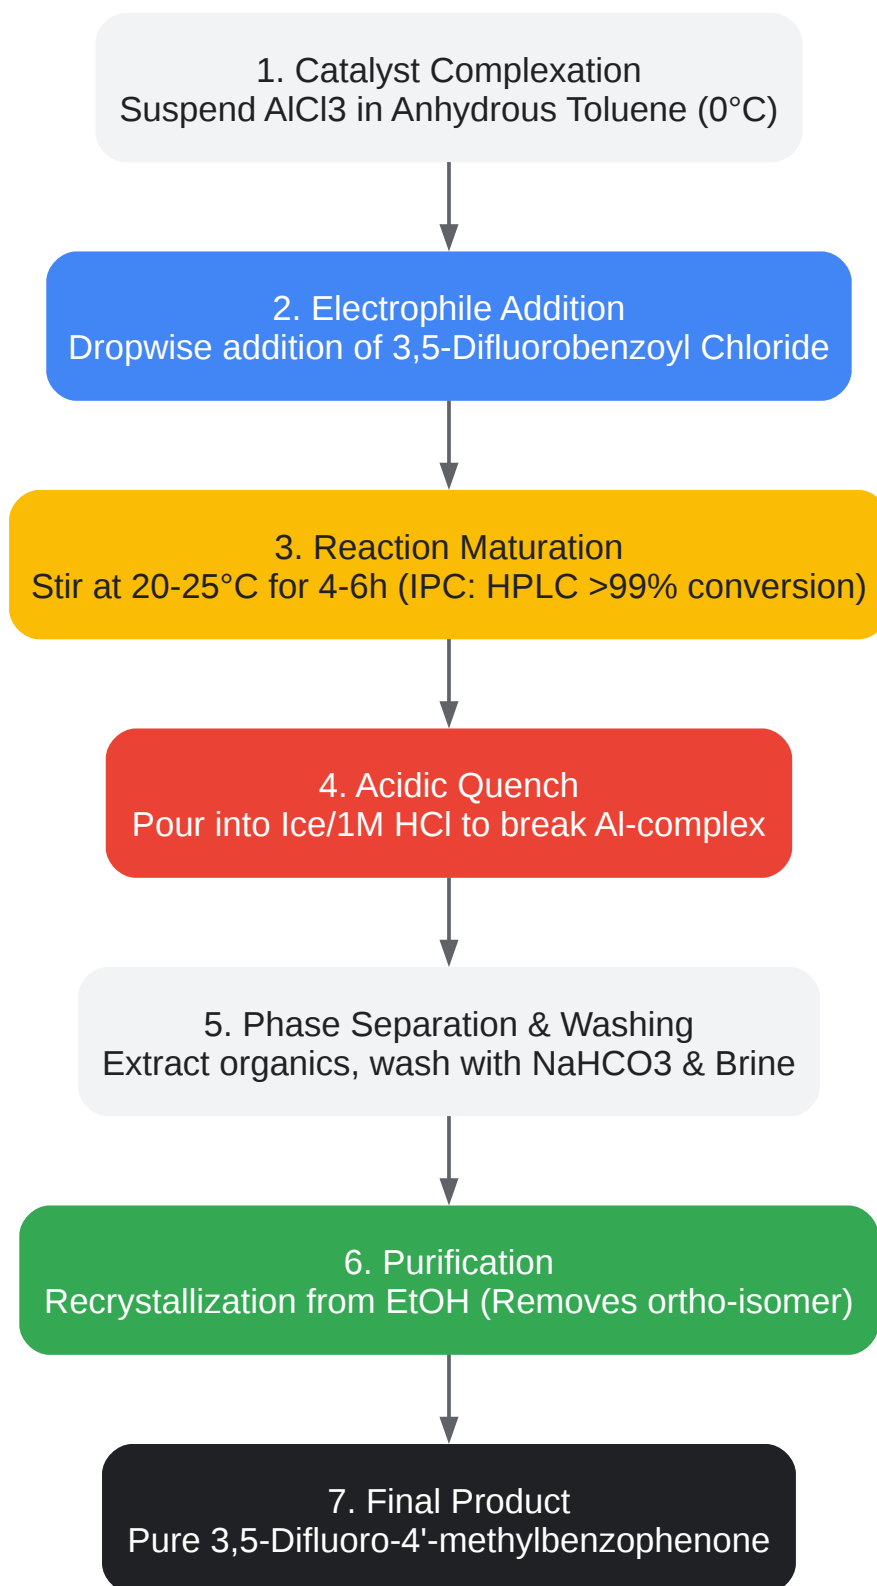 1. Catalyst Complexation
Suspend AlCl3 in Anhydrous Toluene (0°C)
2. Electrophile Addition
Dropwise addition of 3,5-Difluorobenzoyl Chloride
3. Reaction Maturation
Stir at 20-25°C for 4-6h (IPC: HPLC >99% conversion)
4. Acidic Quench
Pour into Ice/1M HCl to break Al-complex
5. Phase Separation & Washing
Extract organics, wash with NaHCO3 & Brine
6. Purification
Recrystallization from EtOH (Removes ortho-isomer)
7. Final Product
Pure 3,5-Difluoro-4'-methylbenzophenone